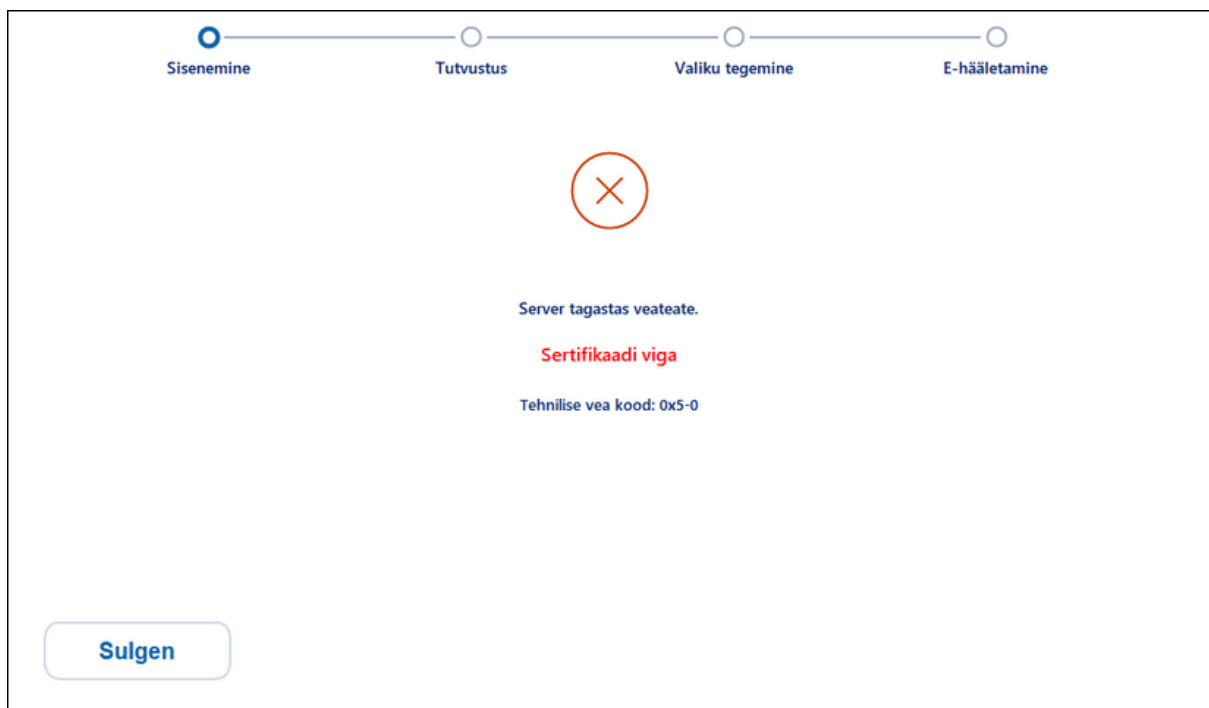 Sisenemine Tutvustus Valiku tegemine E-hääletamine
Server tagastas veateate.
Sertifikaadi viga
Tehnilise vea kood: 0x5-0
Sulgen